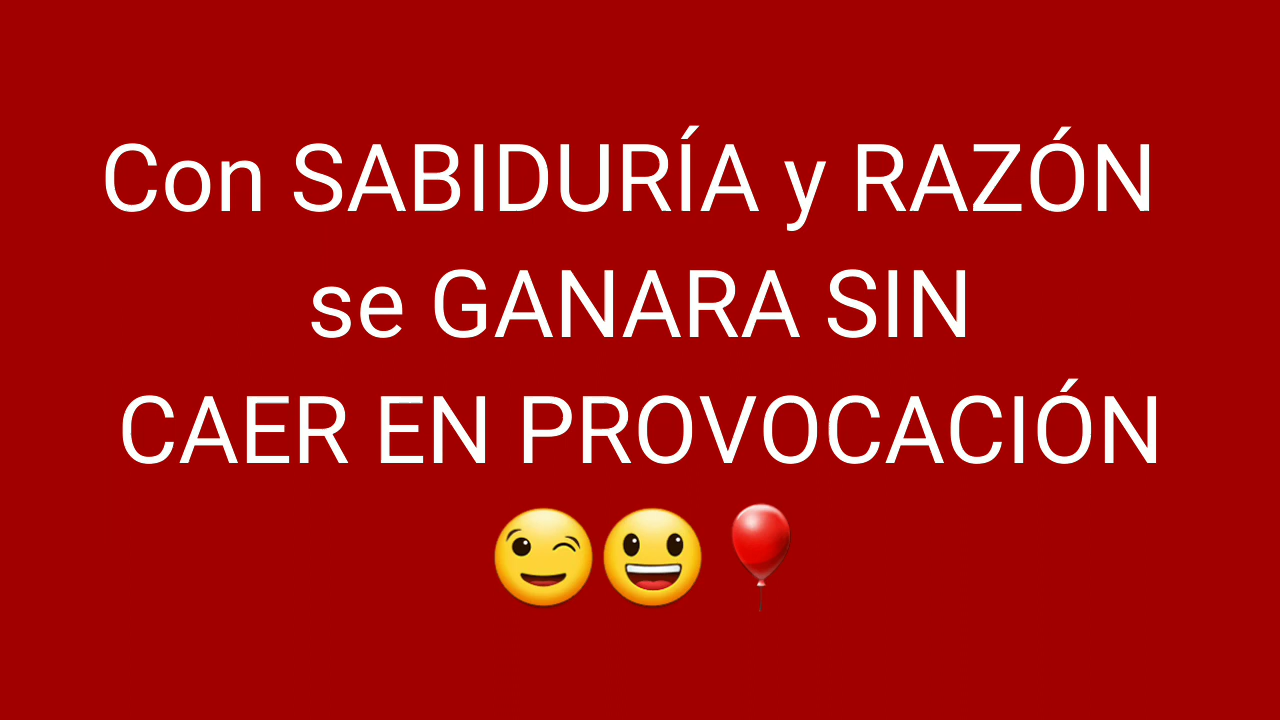 Con SABIDURÍA y RAZÓN
se GANARA SIN
CAER EN PROVOCACIÓN
😉😃🎈